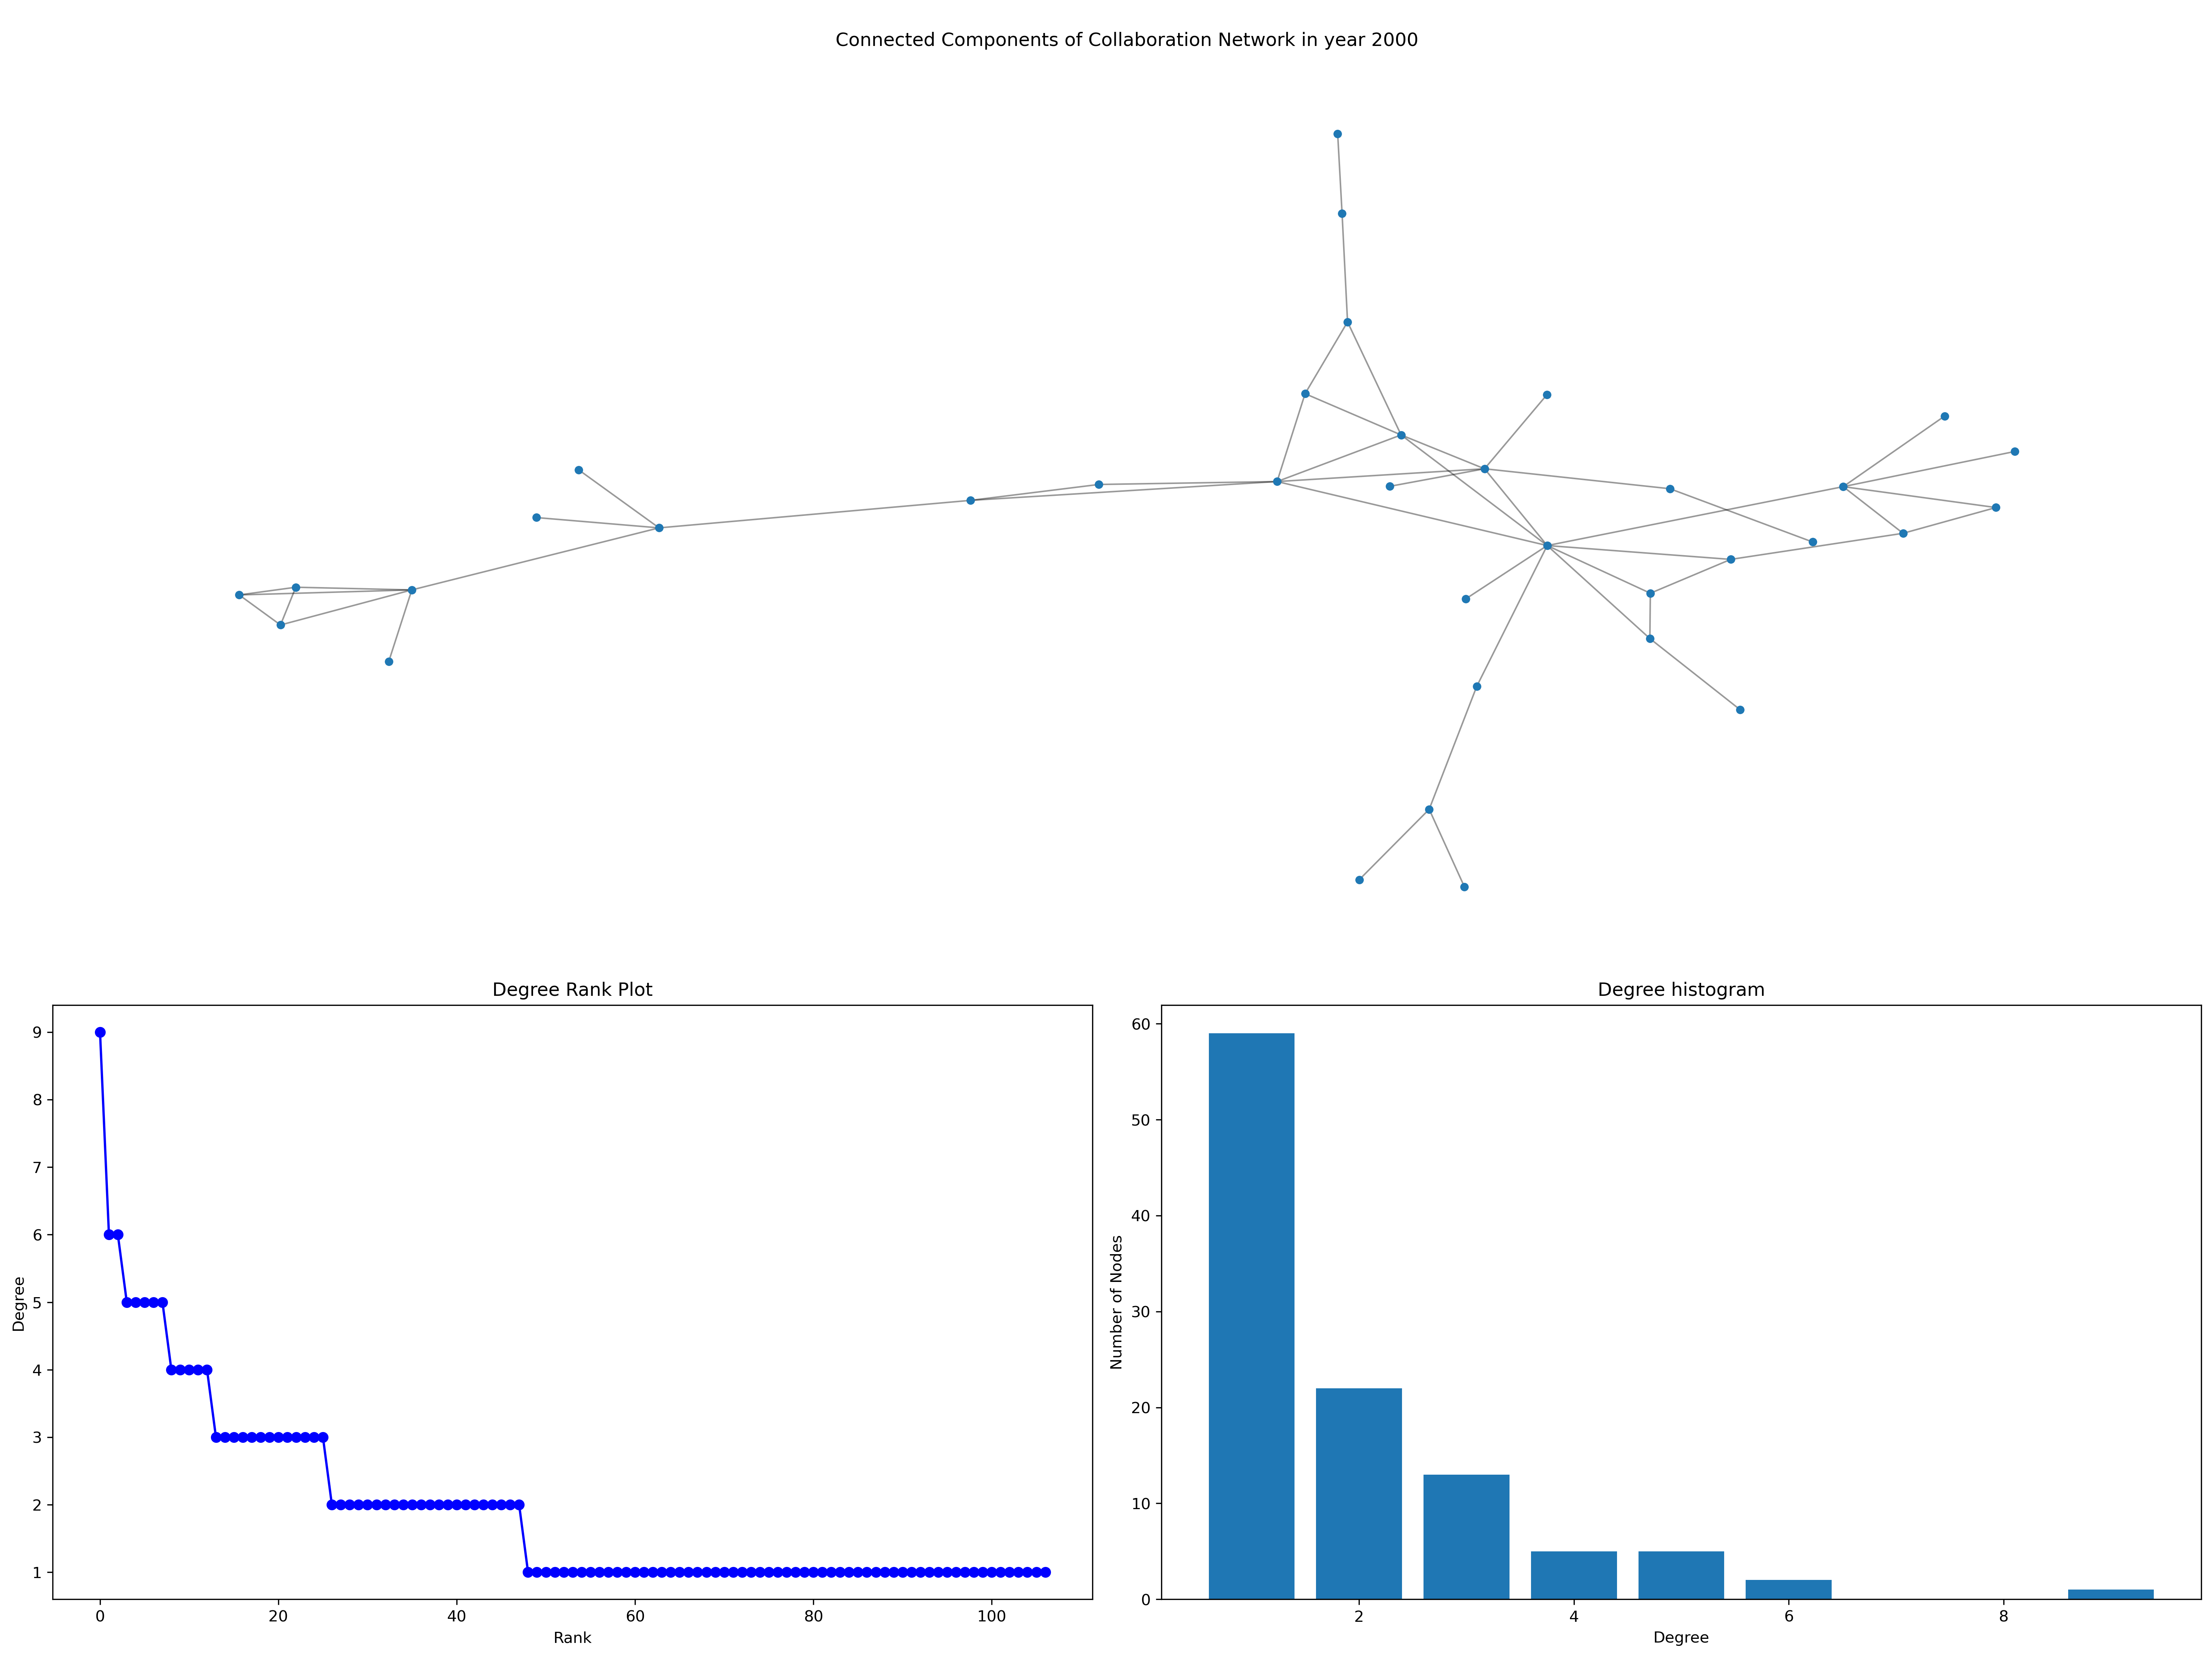 Connected Components of Collaboration Network in year 2000
Degree Rank Plot
9
8
7
6
5
4
3
2
1
Degree
0 20 40 60 80 100
Rank
Degree histogram
60
50
40
30
20
10
0
Number of Nodes
2 4 6 8
Degree